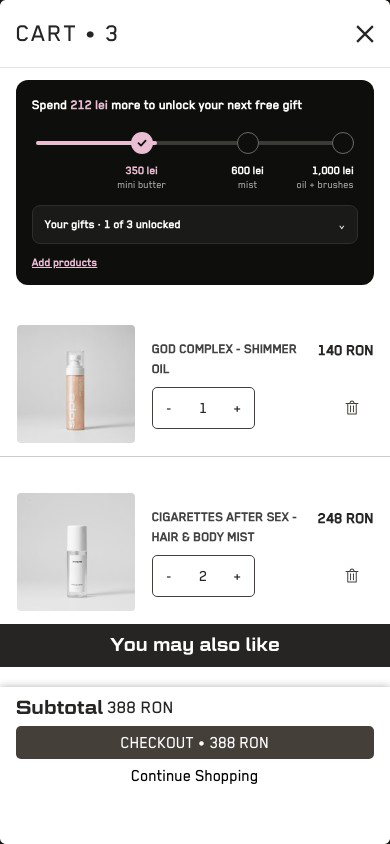 CART • 3
Spend 212 lei more to unlock your next free gift
350 lei 600 lei 1,000 lei
mini butter mist oil + brushes
Your gifts · 1 of 3 unlocked
Add products
GOD COMPLEX - SHIMMER 140 RON
OIL
- 1 +
CIGARETTES AFTER SEX - 248 RON
HAIR & BODY MIST
- 2 +
You may also like
Subtotal 388 RON
CHECKOUT • 388 RON
Continue Shopping